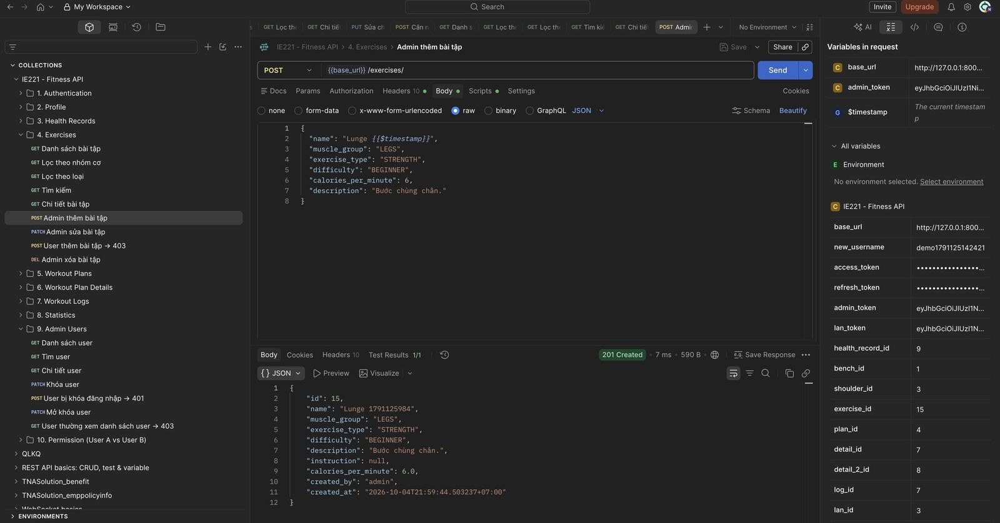 My Workspace
Search
Invite
Upgrade
GET Lọc th
GET Chi tiế
PUT Sửa ch
POST Cân n
GET Danh s
GET Lọc th
GET Lọc th
GET Tìm ki
GET Chi tiế
POST Admi
No Environment
AI
IE221 - Fitness API > 4. Exercises > Admin thêm bài tập
Save
Share
Variables in request
COLLECTIONS
IE221 - Fitness API
1. Authentication
2. Profile
3. Health Records
4. Exercises
GET Danh sách bài tập
GET Lọc theo nhóm cơ
GET Lọc theo loại
GET Tìm kiếm
GET Chi tiết bài tập
POST Admin thêm bài tập
PATCH Admin sửa bài tập
POST User thêm bài tập → 403
DEL Admin xóa bài tập
5. Workout Plans
6. Workout Plan Details
7. Workout Logs
8. Statistics
9. Admin Users
GET Danh sách user
GET Tìm user
GET Chi tiết user
PATCH Khóa user
POST User bị khóa đăng nhập → 401
PATCH Mở khóa user
GET User thường xem danh sách user → 403
10. Permission (User A vs User B)
QLKQ
REST API basics: CRUD, test & variable
TNASolution_benefit
TNASolution_emppolicyinfo
WebSocket basics
ENVIRONMENTS
POST
{{base_url}} /exercises/
Send
Docs
Params
Authorization
Headers 10
Body
Scripts
Settings
Cookies
none
form-data
x-www-form-urlencoded
raw
binary
GraphQL
JSON
Schema
Beautify
1 {
2 "name": "Lunge {{$timestamp}}",
3 "muscle_group": "LEGS",
4 "exercise_type": "STRENGTH",
5 "difficulty": "BEGINNER",
6 "calories_per_minute": 6,
7 "description": "Bước chùng chân."
8 }
Body
Cookies
Headers 10
Test Results 1/1
201 Created
7 ms
590 B
e.g. Save Response
{} JSON
Preview
Visualize
1 {
2 "id": 15,
3 "name": "Lunge 1791125984",
4 "muscle_group": "LEGS",
5 "exercise_type": "STRENGTH",
6 "difficulty": "BEGINNER",
7 "description": "Bước chùng chân.",
8 "instruction": null,
9 "calories_per_minute": 6.0,
10 "created_by": "admin",
11 "created_at": "2026-10-04T21:59:44.503237+07:00"
12 }
C base_url http://127.0.0.1:800...
C admin_token eyJhbGciOiJIUzI1Ni...
G $timestamp The current timestam
p
All variables
E Environment
No environment selected. Select environment
C IE221 - Fitness API
base_url http://127.0.0.1:800...
new_username demo1791125142421
access_token ••••••••••••••••...
refresh_token ••••••••••••••••...
admin_token eyJhbGciOiJIUzI1N...
lan_token eyJhbGciOiJIUzI1N...
health_record_id 9
bench_id 1
shoulder_id 3
exercise_id 15
plan_id 4
detail_id 7
detail_2_id 8
log_id 7
lan_id 3